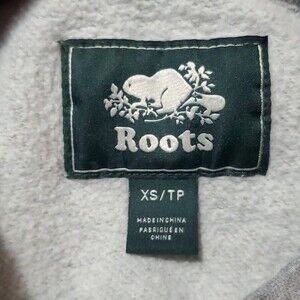 Roots
XS/TP
MADE IN CHINA
FABRIQUÉ EN
CHINE